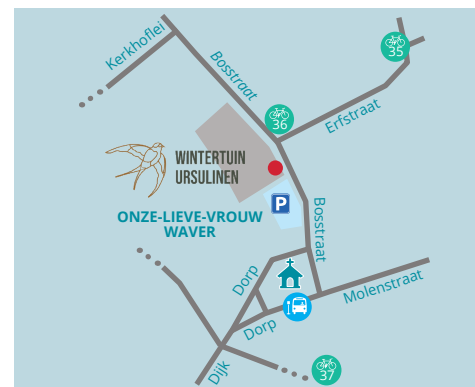 Kerkhoflei
Bosstraat
35
36
Erfstraat
WINTERTUIN
URSULINEN
P
ONZE-LIEVE-VROUW
WAVER
Bosstraat
Dorp
Molenstraat
Dorp
Dijk
37